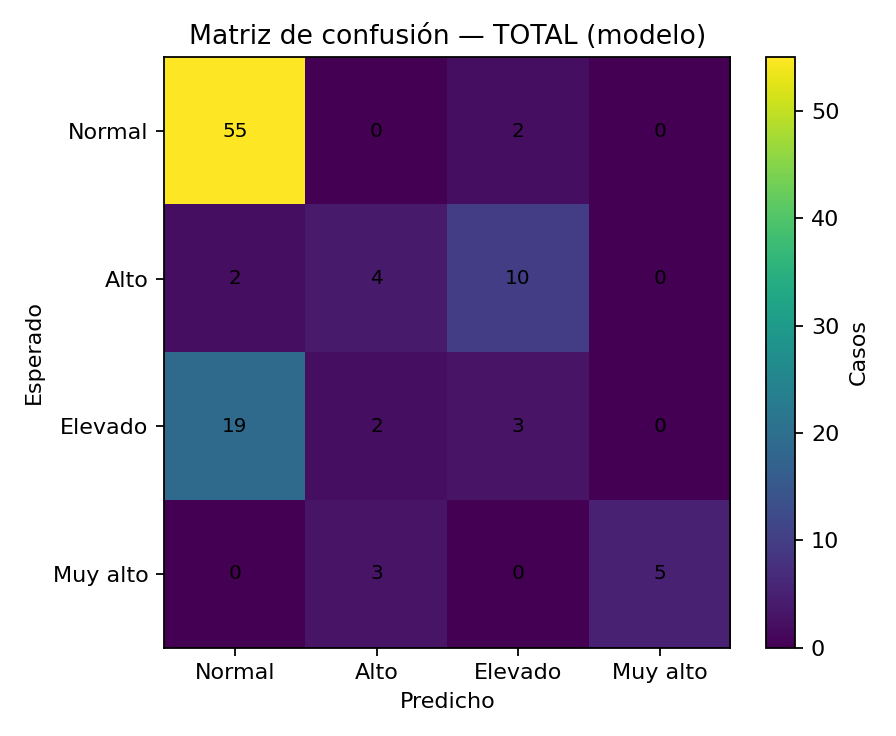 Matriz de confusión — TOTAL (modelo)
Normal 55 0 2 0
Alto 2 4 10 0
Elevado 19 2 3 0
Muy alto 0 3 0 5
Normal Alto Elevado Muy alto
Predicho
Esperado
50
40
30
20
10
0
Casos